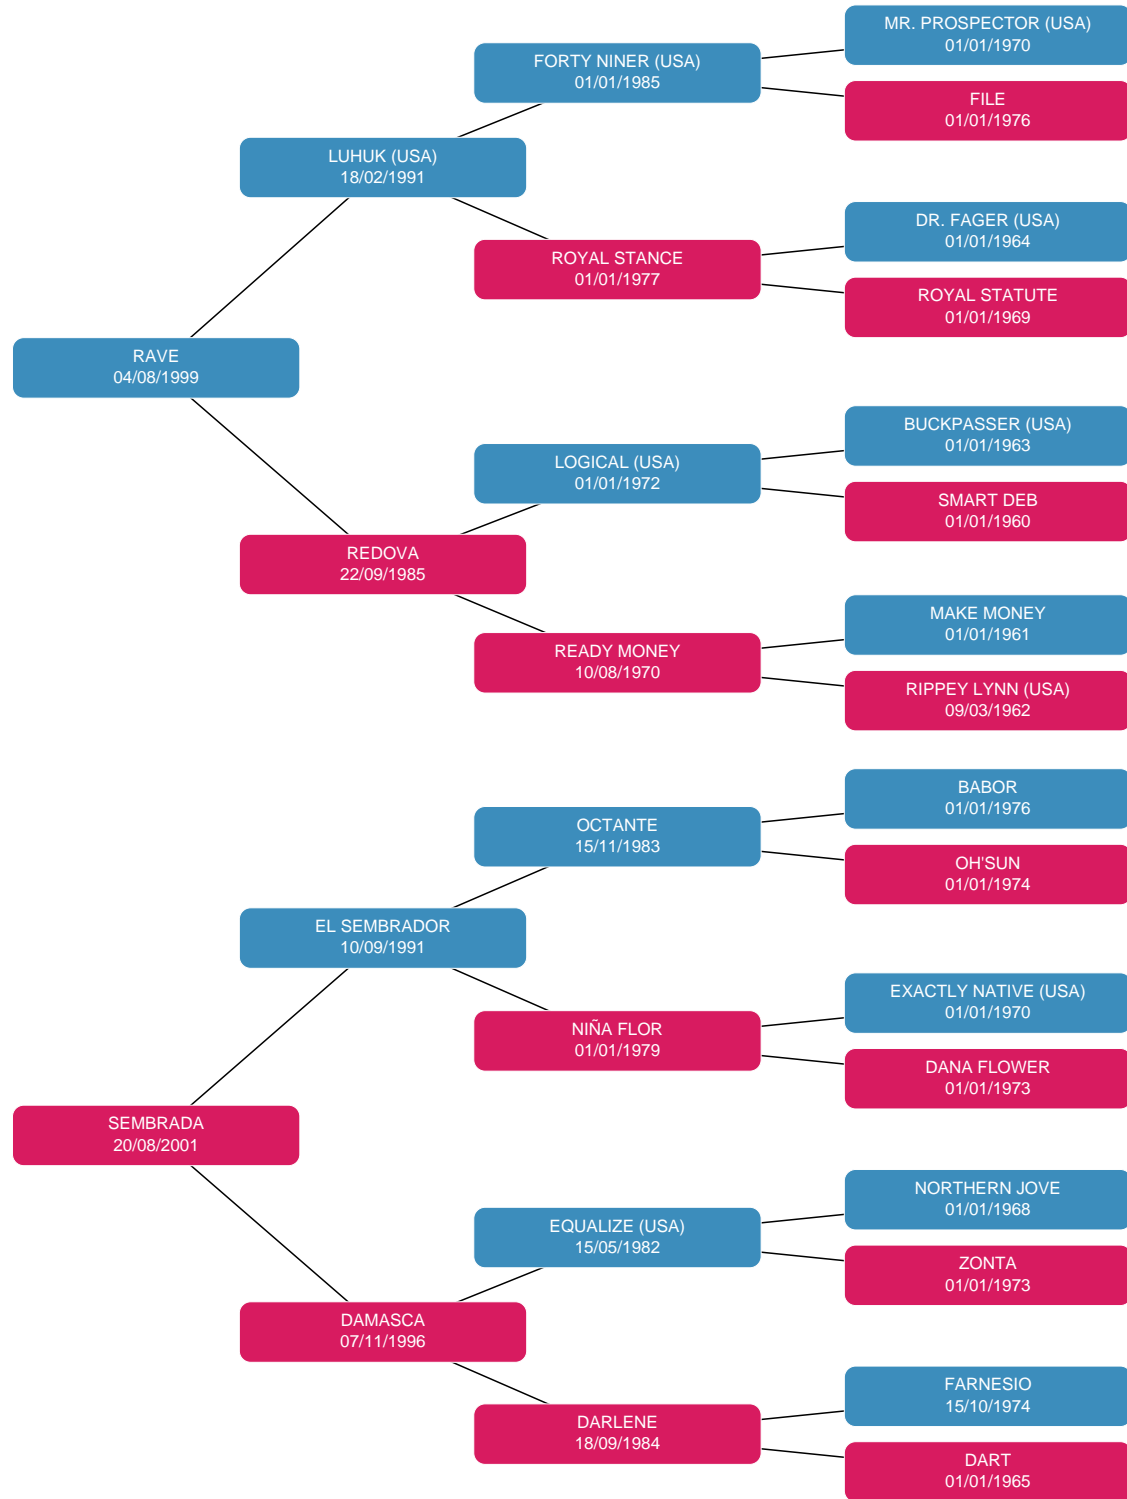 MR. PROSPECTOR (USA)
01/01/1970
FORTY NINER (USA)
01/01/1985
FILE
01/01/1976
LUHUK (USA)
18/02/1991
DR. FAGER (USA)
01/01/1964
ROYAL STANCE
01/01/1977
ROYAL STATUTE
01/01/1969
RAVE
04/08/1999
BUCKPASSER (USA)
01/01/1963
LOGICAL (USA)
01/01/1972
SMART DEB
01/01/1960
REDOVA
22/09/1985
MAKE MONEY
01/01/1961
READY MONEY
10/08/1970
RIPPEY LYNN (USA)
09/03/1962
BABOR
01/01/1976
OCTANTE
15/11/1983
OH'SUN
01/01/1974
EL SEMBRADOR
10/09/1991
EXACTLY NATIVE (USA)
01/01/1970
NIÑA FLOR
01/01/1979
DANA FLOWER
01/01/1973
SEMBRADA
20/08/2001
NORTHERN JOVE
01/01/1968
EQUALIZE (USA)
15/05/1982
ZONTA
01/01/1973
DAMASCA
07/11/1996
FARNESIO
15/10/1974
DARLENE
18/09/1984
DART
01/01/1965